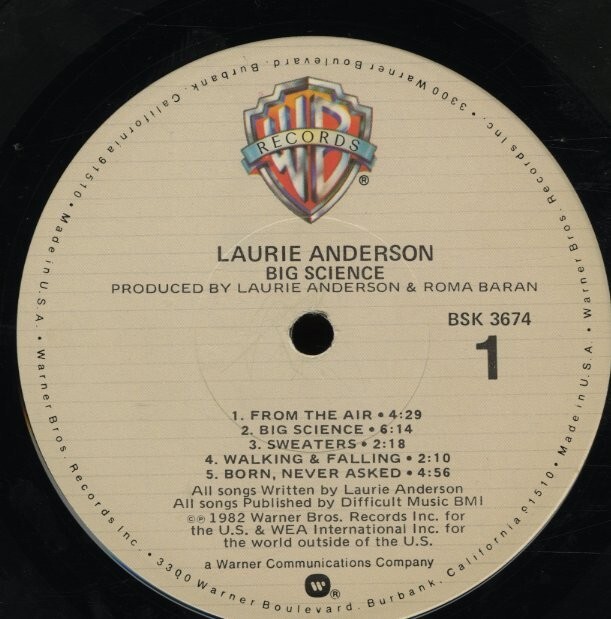 RECORDS
®
LAURIE ANDERSON
BIG SCIENCE
PRODUCED BY LAURIE ANDERSON & ROMA BARAN
BSK 3674
1
1. FROM THE AIR • 4:29
2. BIG SCIENCE • 6:14
3. SWEATERS • 2:18
4. WALKING & FALLING • 2:10
5. BORN, NEVER ASKED • 4:56
All songs Written by Laurie Anderson
All songs Published by Difficult Music BMI
©℗ 1982 Warner Bros. Records Inc. for
the U.S. & WEA International Inc. for
the world outside of the U.S.
a Warner Communications Company
®
• Warner Bros. Records Inc. • 3300 Warner Boulevard, Burbank, California 91510 • Made in U.S.A. • Warner Bros. Records Inc. • 3300 Warner Boulevard, Burbank, California 91510 • Made in U.S.A.